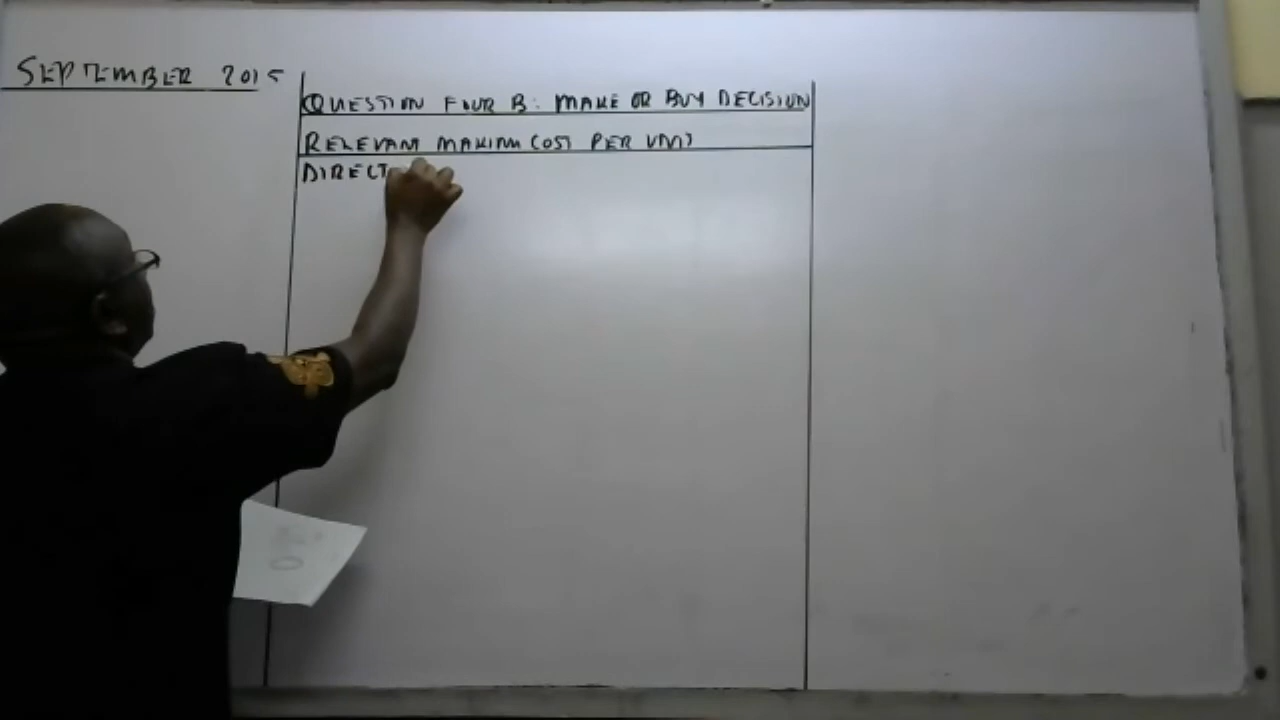 SEPTEMBER 2015
QUESTION FOUR B: MAKE OR BUY DECISION
RELEVANT MAKING COST PER UNIT
DIRECT